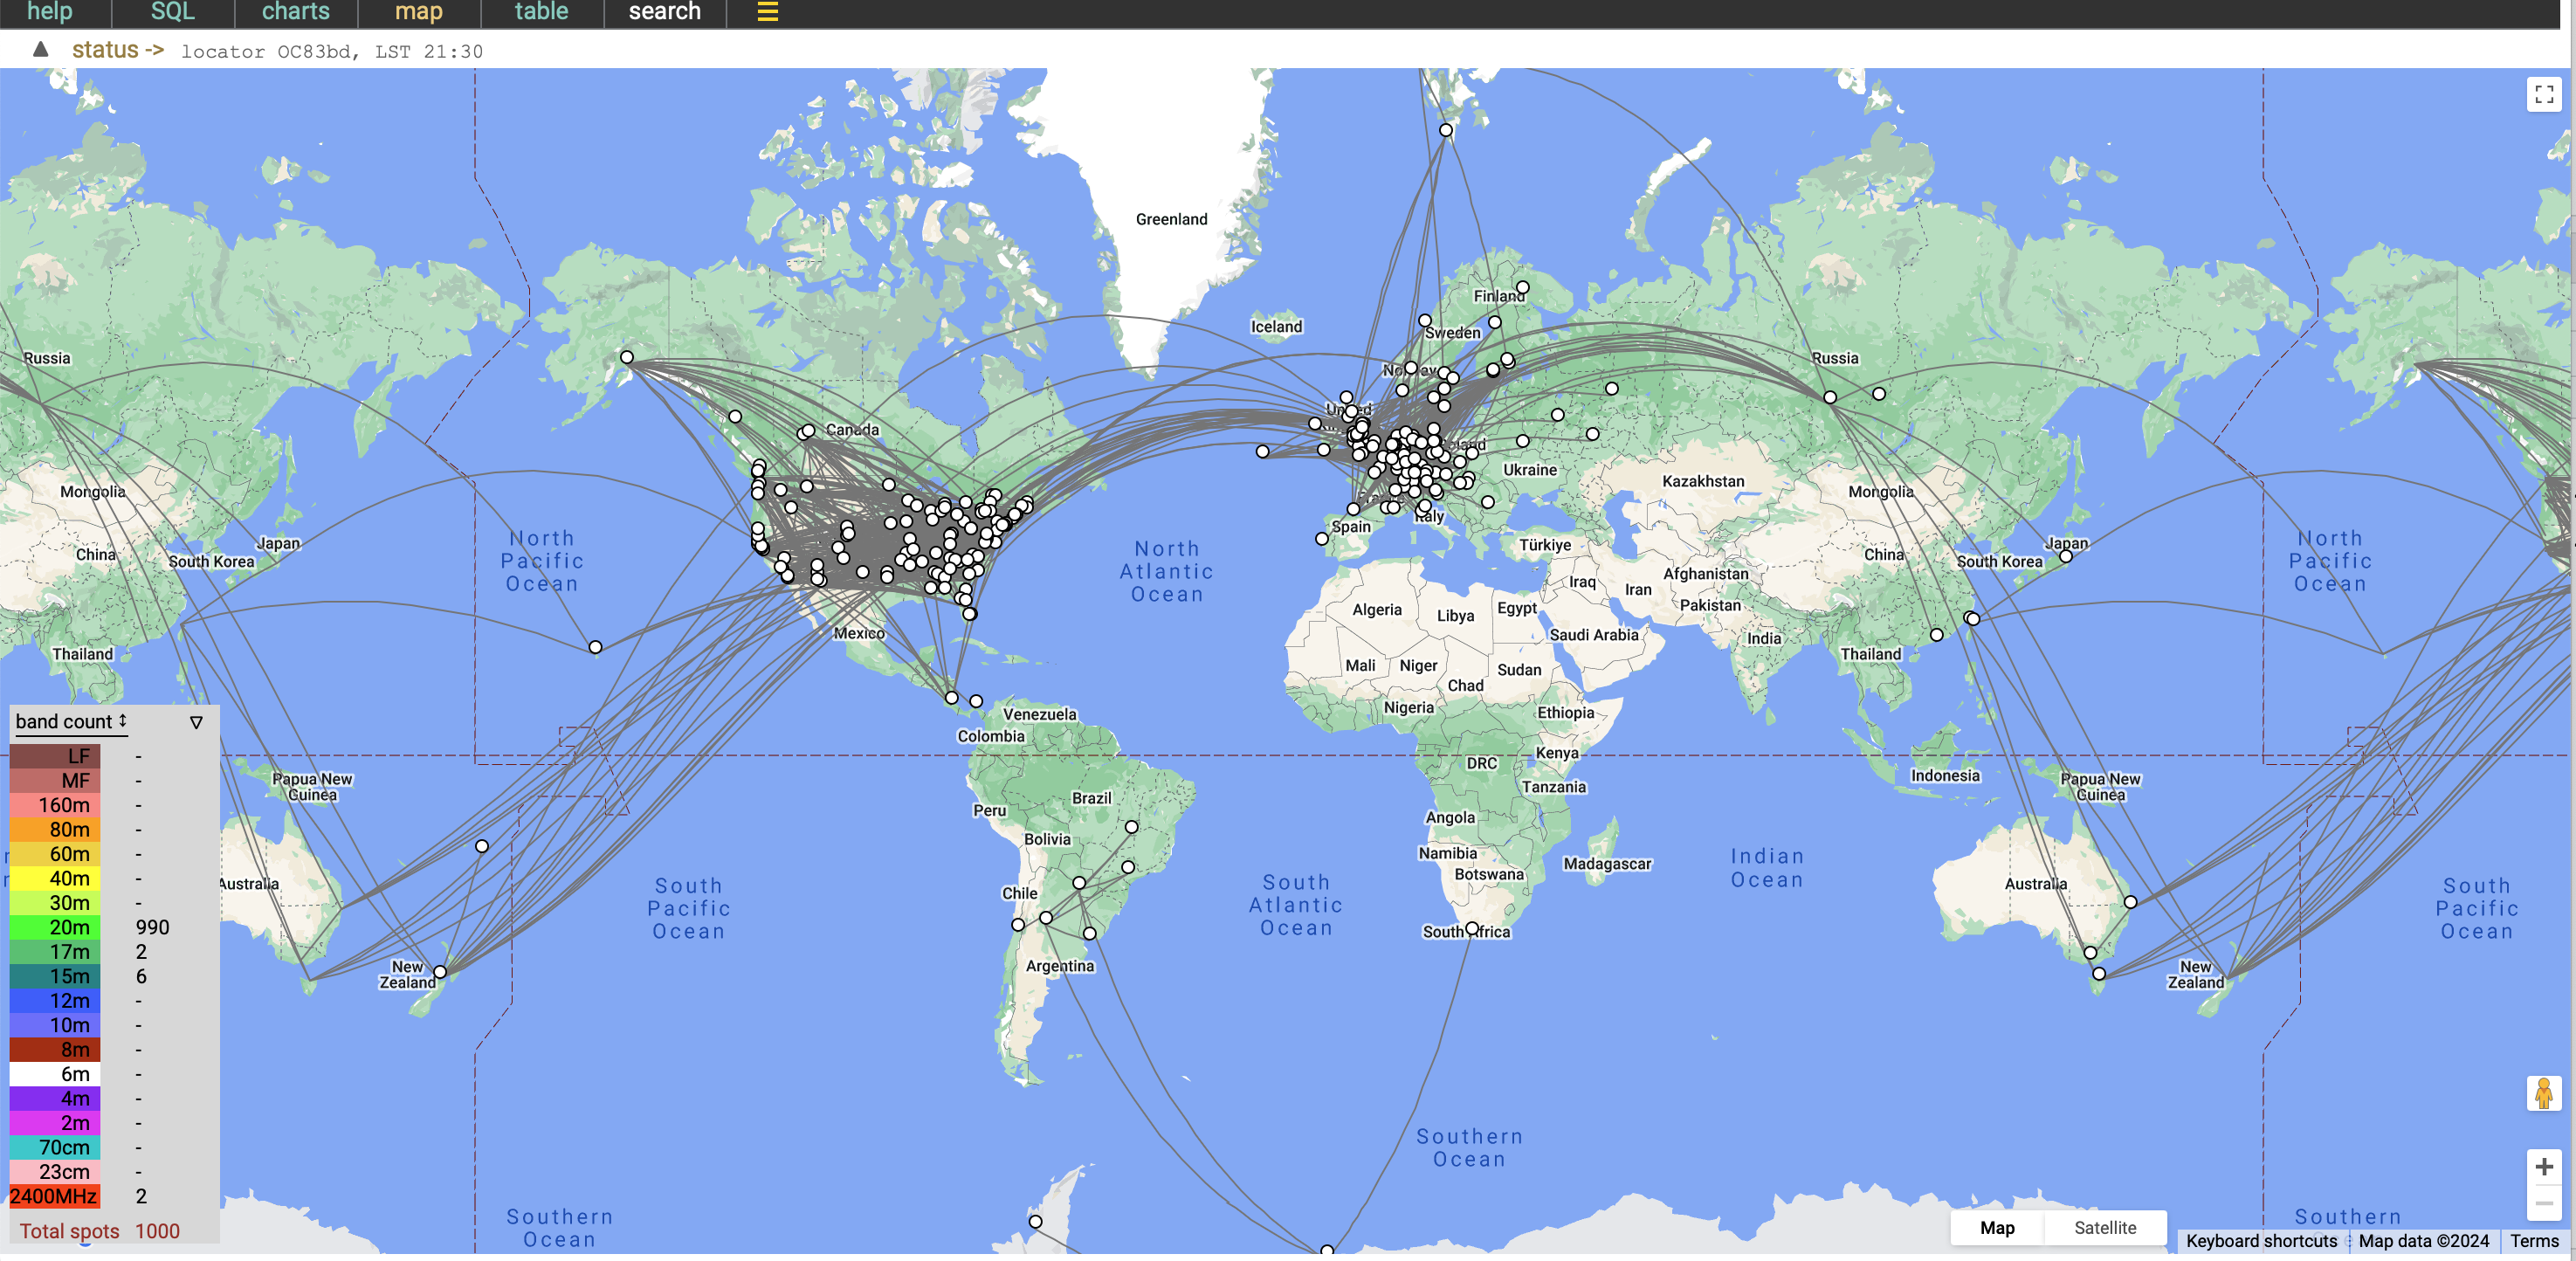 help SQL charts map table search
status -> locator OC83bd, LST 21:30
Greenland
Iceland
Finland
Sweden
Russia
Russia
Canada
Ukraine
Kazakhstan
Mongolia
Mongolia
Spain
Italy
Türkiye
Japan
Japan
South Korea
South Korea
China
China
North
Pacific
Ocean
North
Atlantic
Ocean
North
Pacific
Ocean
Iraq
Iran
Afghanistan
Pakistan
Algeria
Libya
Egypt
Saudi Arabia
India
Mexico
Thailand
Thailand
Mali
Niger
Chad
Sudan
Nigeria
Ethiopia
Venezuela
Colombia
Kenya
DRC
Tanzania
Indonesia
Papua New
Guinea
Papua New
Guinea
Peru
Brazil
Bolivia
Angola
Namibia
Botswana
Madagascar
Indian
Ocean
Australia
Australia
Chile
South
Pacific
Ocean
South
Atlantic
Ocean
South
Pacific
Ocean
South Africa
Argentina
New
Zealand
New
Zealand
Southern
Ocean
Southern
Ocean
Southern
band count
LF -
MF -
160m -
80m -
60m -
40m -
30m -
20m 990
17m 2
15m 6
12m -
10m -
8m -
6m -
4m -
2m -
70cm -
23cm -
2400MHz 2
Total spots 1000
Map Satellite
Keyboard shortcuts Map data ©2024 Terms